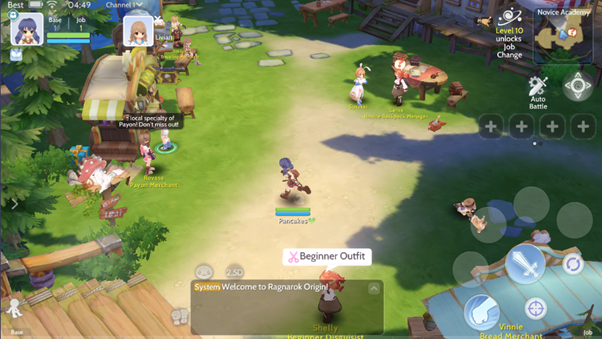 Best 04:49 Channel 1
Base
Job
Novice Academy
Level 10
unlocks
Job
Change
Auto
Battle
A local specialty of
Payon! Don't miss out!
Payon Merchant
Pancakes
Beginner Outfit
2.50
System Welcome to Ragnarok Origin!
Shelly
Beginner Disguisist
Vinnie
Bread Merchant
Base
Job